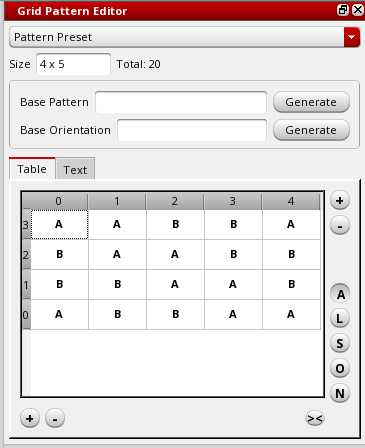 Grid Pattern Editor
Pattern Preset
Size 4 x 5 Total: 20
Base Pattern Generate
Base Orientation Generate
Table Text
0 1 2 3 4 +
3 A A B B A -
2 B A A B B
1 B B A A B A
0 A B B A A L
S
O
N
+ - ><